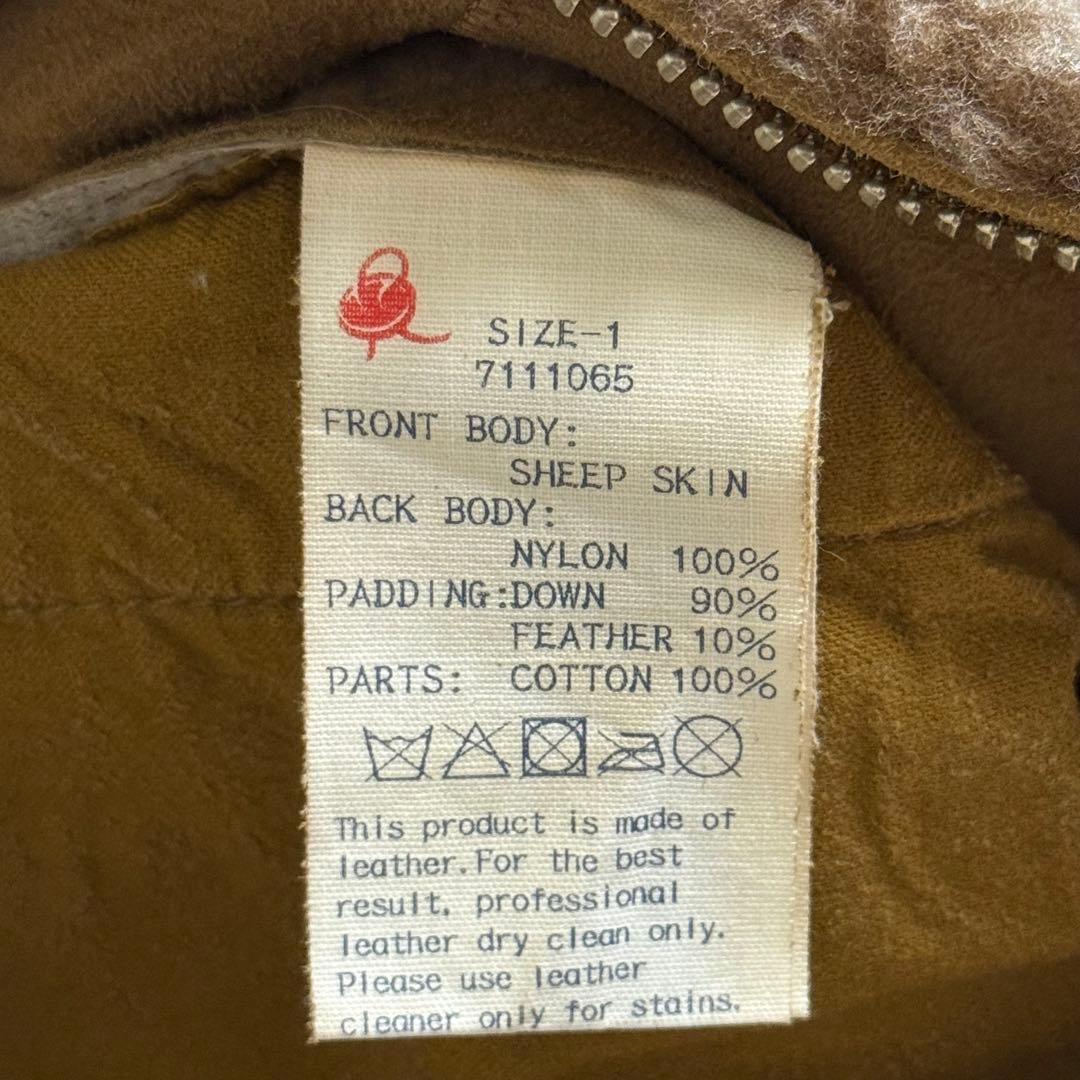 SIZE-1
7111065
FRONT BODY:
SHEEP SKIN
BACK BODY:
NYLON 100%
PADDING:DOWN 90%
FEATHER 10%
PARTS: COTTON 100%
This product is made of
leather.For the best
result, professional
leather dry clean only.
Please use leather
cleaner only for stains.